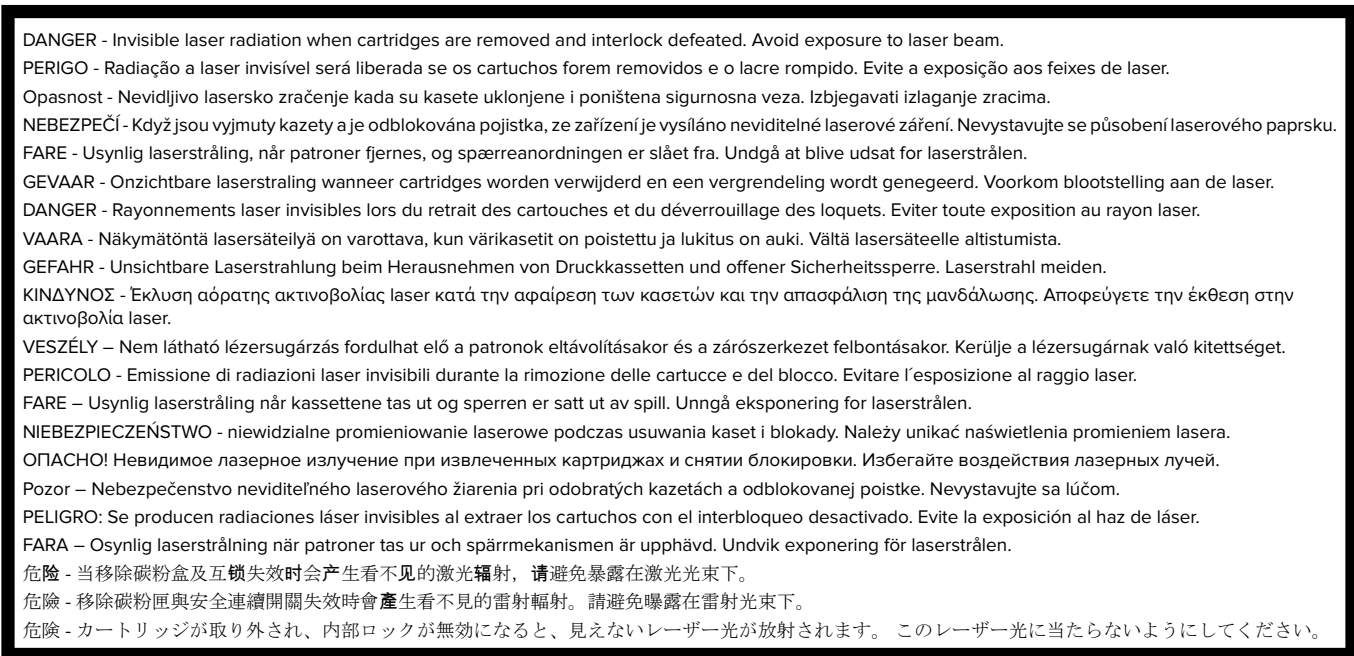 DANGER - Invisible laser radiation when cartridges are removed and interlock defeated. Avoid exposure to laser beam.
PERIGO - Radiação a laser invisível será liberada se os cartuchos forem removidos e o lacre rompido. Evite a exposição aos feixes de laser.
Opasnost - Nevidljivo lasersko zračenje kada su kasete uklonjene i poništena sigurnosna veza. Izbjegavati izlaganje zracima.
NEBEZPEČÍ - Když jsou vyjmuty kazety a je odblokována pojistka, ze zařízení je vysíláno neviditelné laserové záření. Nevystavujte se působení laserového paprsku.
FARE - Usynlig laserstråling, når patroner fjernes, og spærreanordningen er slået fra. Undgå at blive udsat for laserstrålen.
GEVAAR - Onzichtbare laserstraling wanneer cartridges worden verwijderd en een vergrendeling wordt genegeerd. Voorkom blootstelling aan de laser.
DANGER - Rayonnements laser invisibles lors du retrait des cartouches et du déverrouillage des loquets. Eviter toute exposition au rayon laser.
VAARA - Näkymätöntä lasersäteilyä on varottava, kun värikasetit on poistettu ja lukitus on auki. Vältä lasersäteelle altistumista.
GEFAHR - Unsichtbare Laserstrahlung beim Herausnehmen von Druckkassetten und offener Sicherheitssperre. Laserstrahl meiden.
ΚΙΝΔΥΝΟΣ - Έκλυση αόρατης ακτινοβολίας laser κατά την αφαίρεση των κασετών και την απασφάλιση της μανδάλωσης. Αποφεύγετε την έκθεση στην
ακτινοβολία laser.
VESZÉLY – Nem látható lézersugárzás fordulhat elő a patronok eltávolításakor és a zárószerkezet felbontásakor. Kerülje a lézersugárnak való kitettséget.
PERICOLO - Emissione di radiazioni laser invisibili durante la rimozione delle cartucce e del blocco. Evitare l´esposizione al raggio laser.
FARE – Usynlig laserstråling når kassettene tas ut og sperren er satt ut av spill. Unngå eksponering for laserstrålen.
NIEBEZPIECZEŃSTWO - niewidzialne promieniowanie laserowe podczas usuwania kaset i blokady. Należy unikać naświetlenia promieniem lasera.
ОПАСНО! Невидимое лазерное излучение при извлеченных картриджах и снятии блокировки. Избегайте воздействия лазерных лучей.
Pozor – Nebezpečenstvo neviditeľného laserového žiarenia pri odobratých kazetách a odblokovanej poistke. Nevystavujte sa lúčom.
PELIGRO: Se producen radiaciones láser invisibles al extraer los cartuchos con el interbloqueo desactivado. Evite la exposición al haz de láser.
FARA – Osynlig laserstrålning när patroner tas ur och spärrmekanismen är upphävd. Undvik exponering för laserstrålen.
危险 - 当移除碳粉盒及互锁失效时会产生看不见的激光辐射，请避免暴露在激光光束下。
危險 - 移除碳粉匣與安全連續開關失效時會產生看不見的雷射輻射。請避免曝露在雷射光束下。
危険 - カートリッジが取り外され、内部ロックが無効になると、見えないレーザー光が放射されます。 このレーザー光に当たらないようにしてください。